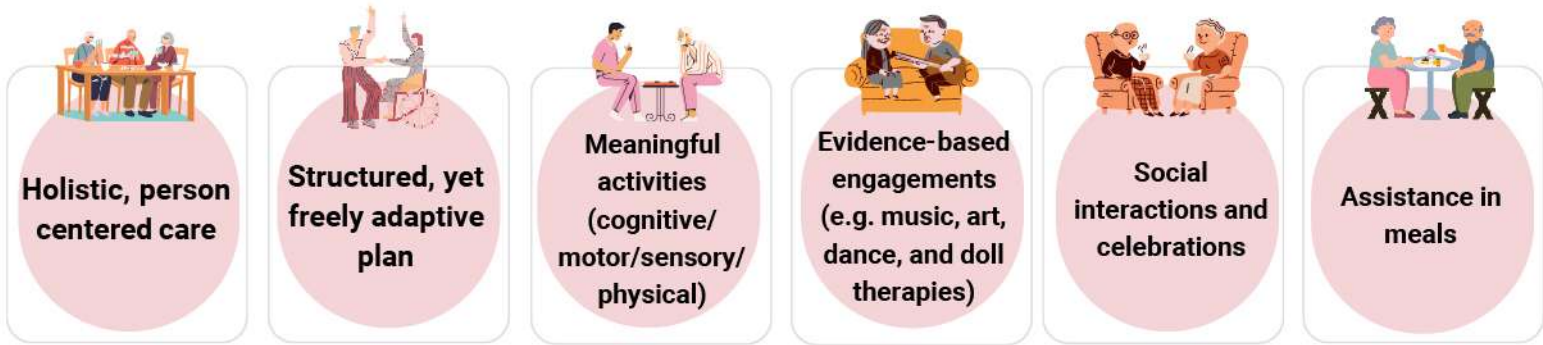 Holistic, person
centered care
Structured, yet
freely adaptive
plan
Meaningful
activities
(cognitive/
motor/sensory/
physical)
Evidence-based
engagements
(e.g. music, art,
dance, and doll
therapies)
Social
interactions and
celebrations
Assistance in
meals